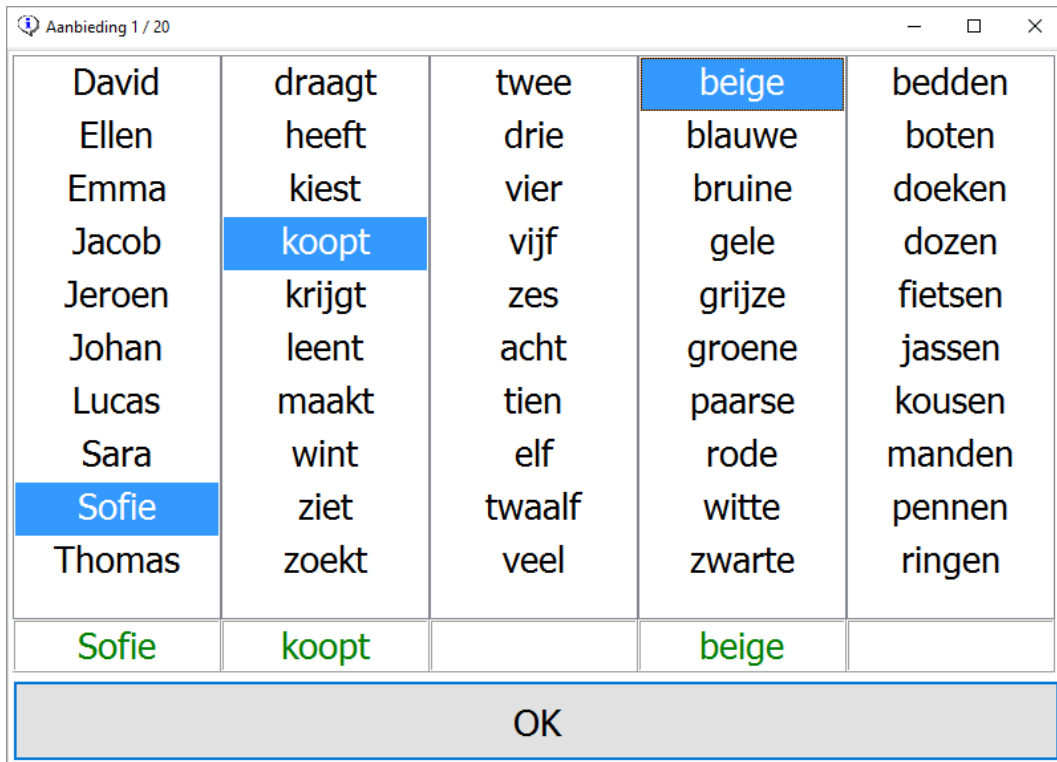 Aanbieding 1 / 20
David draagt twee beige bedden
Ellen heeft drie blauwe boten
Emma kiest vier bruine doeken
Jacob koopt vijf gele dozen
Jeroen krijgt zes grijze fietsen
Johan leent acht groene jassen
Lucas maakt tien paarse kousen
Sara wint elf rode manden
Sofie ziet twaalf witte pennen
Thomas zoekt veel zwarte ringen
Sofie koopt beige
OK